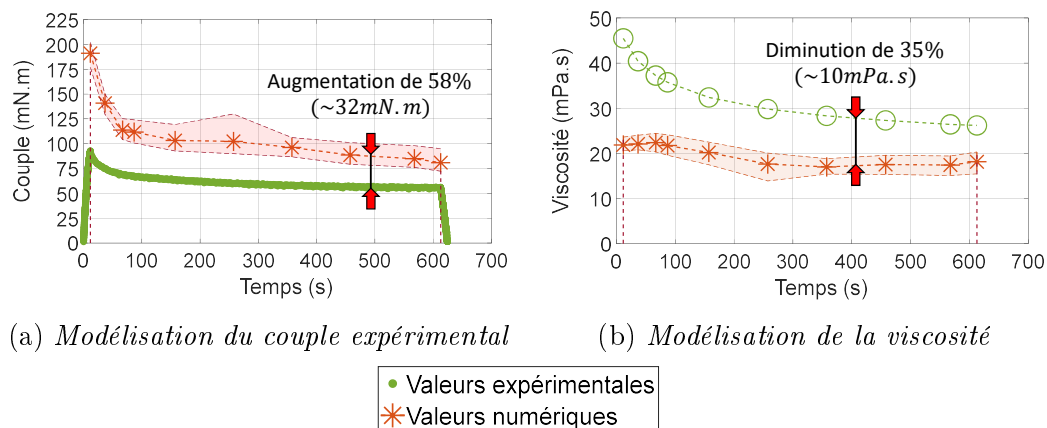 225
200
175
150
125
100
75
50
25
0
Couple (mN.m)
0 100 200 300 400 500 600 700
Temps (s)
Augmentation de 58%
(~32mN.m)
50
40
30
20
10
0
Viscosité (mPa.s)
0 100 200 300 400 500 600 700
Temps (s)
Diminution de 35%
(~10mPa.s)
(a) Modélisation du couple expérimental
(b) Modélisation de la viscosité
Valeurs expérimentales
Valeurs numériques